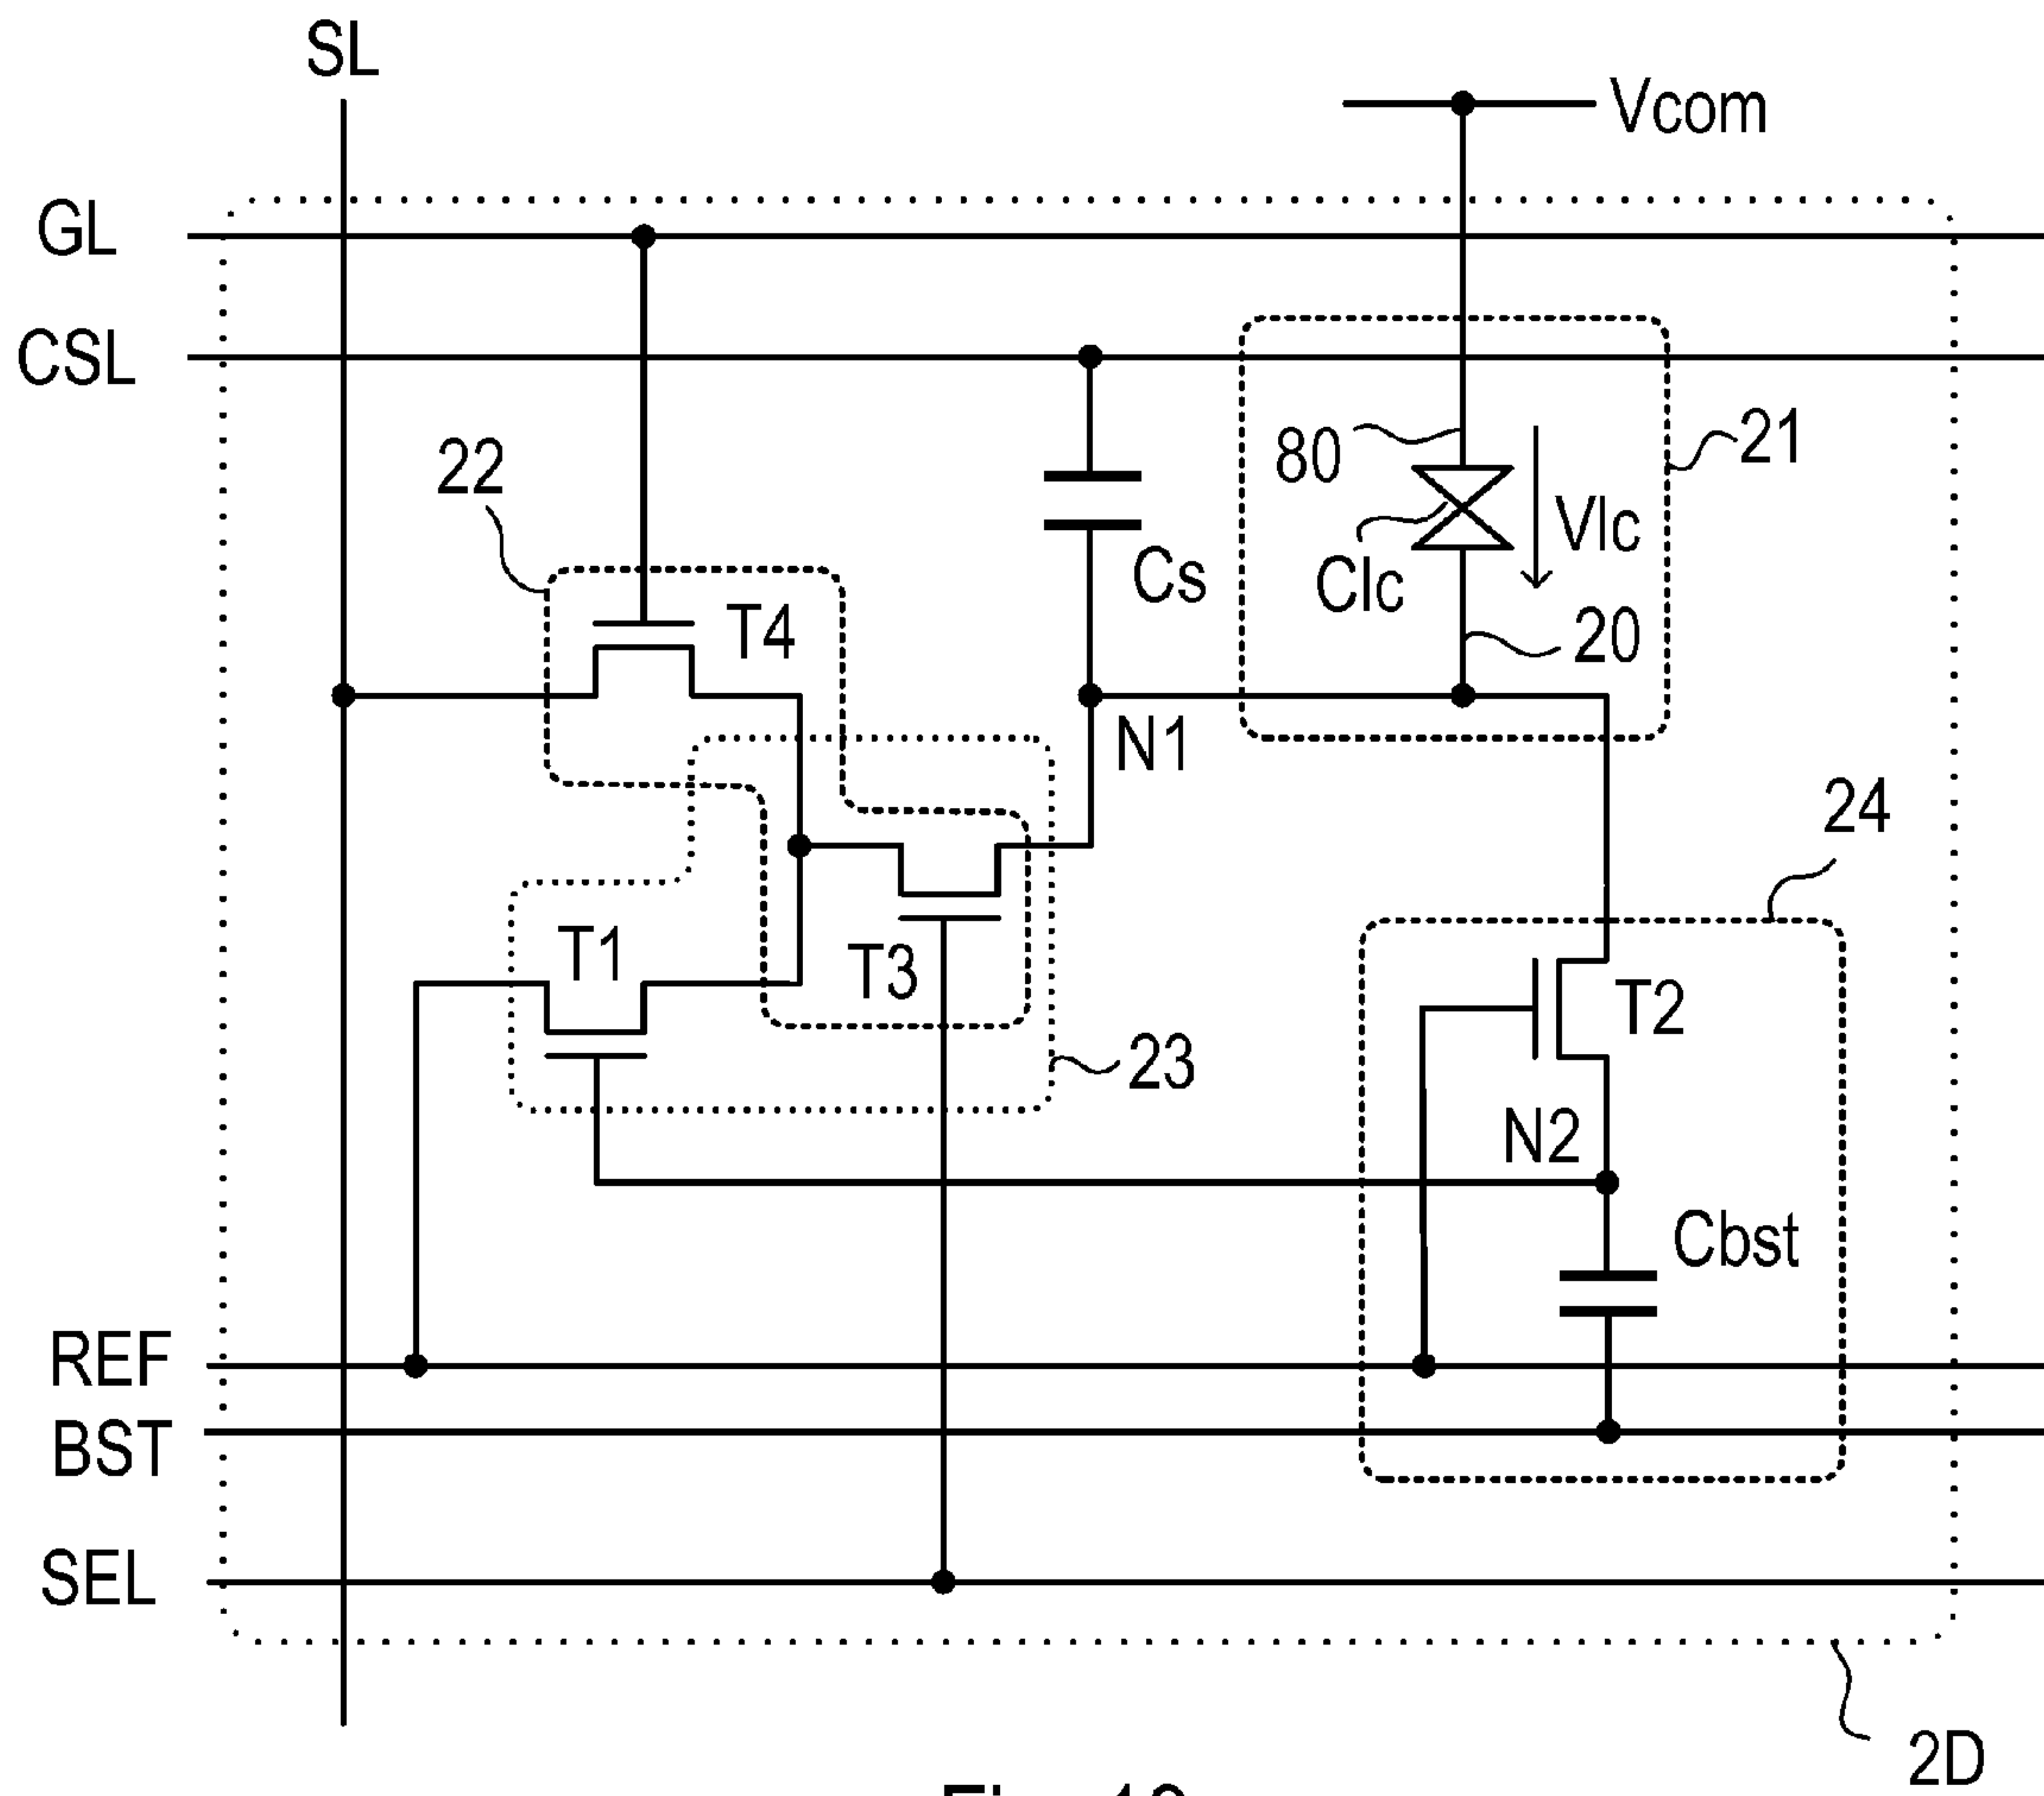 SL
Vcom
GL
CSL
22
80
21
Vlc
Cs
Clc
T4
20
N1
24
T1
T3
T2
23
N2
Cbst
REF
BST
SEL
2D